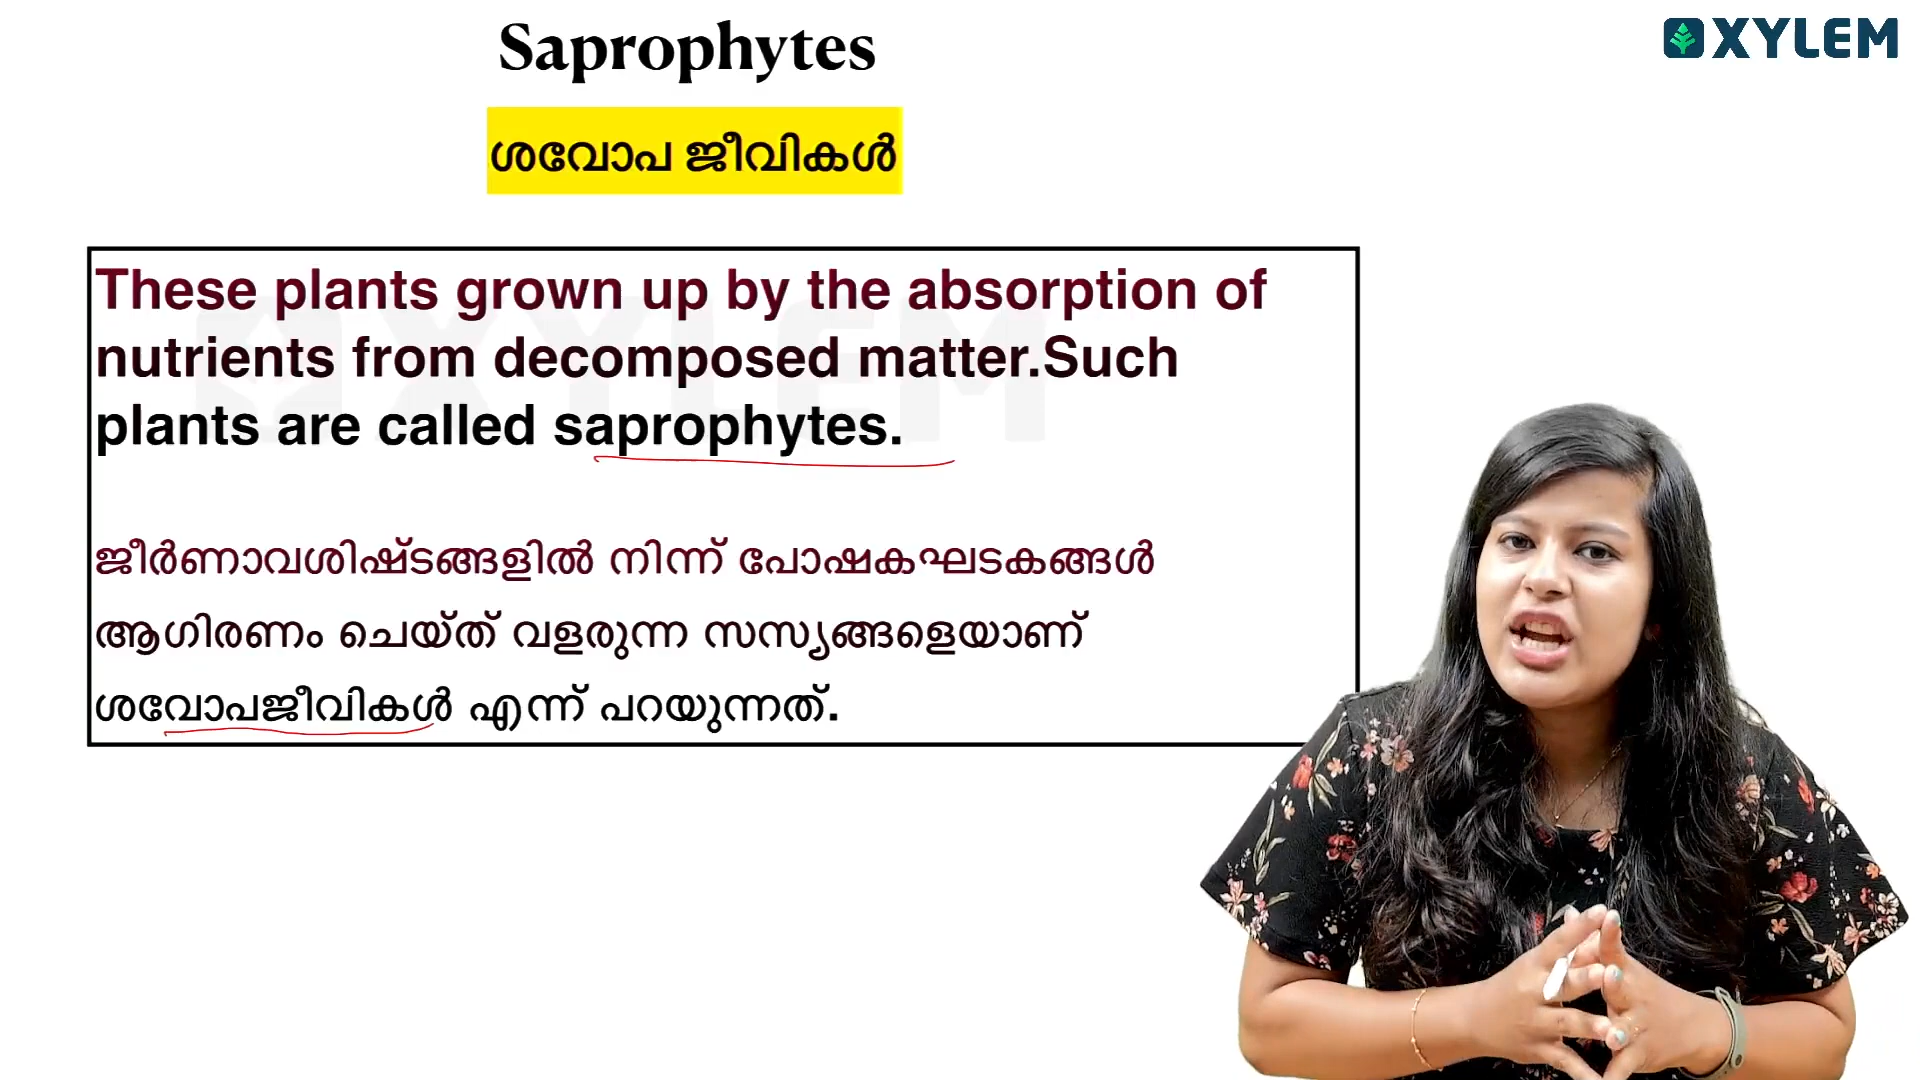 Saprophytes
XYLEM
ശവോപ ജീവികൾ
These plants grown up by the absorption of
nutrients from decomposed matter.Such
plants are called saprophytes.
ജീർണാവശിഷ്ടങ്ങളിൽ നിന്ന് പോഷകഘടകങ്ങൾ
ആഗിരണം ചെയ്ത് വളരുന്ന സസ്യങ്ങളെയാണ്
ശവോപജീവികൾ എന്ന് പറയുന്നത്.
XYLEM